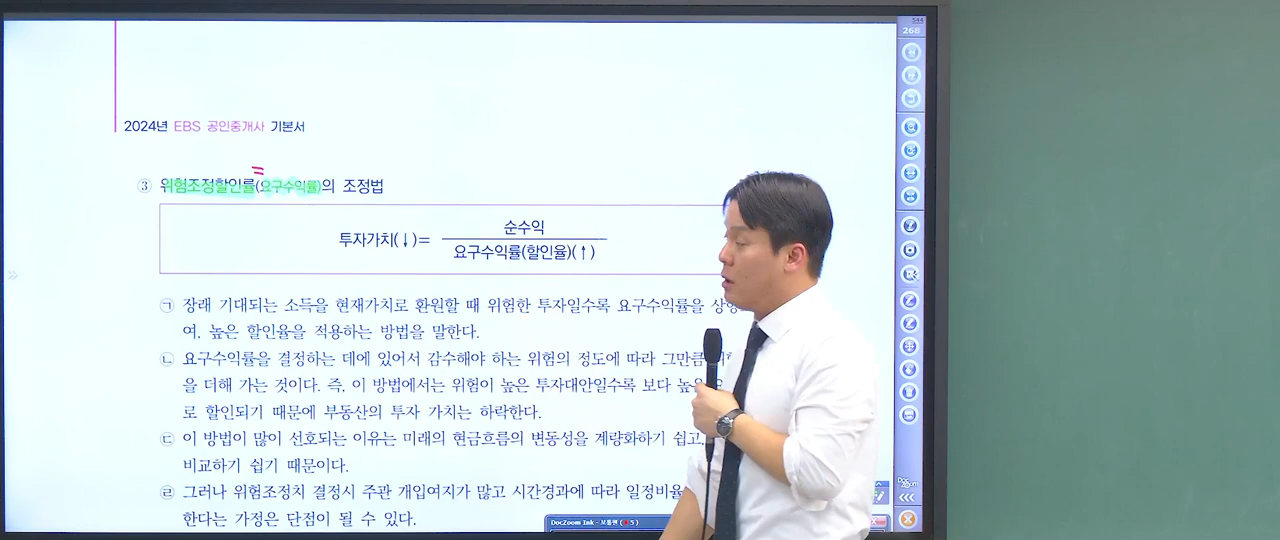 544
268
2024년 EBS 공인중개사 기본서
=
③ 위험조정할인률(요구수익률)의 조정법
순수익
투자가치(↓)=
요구수익률(할인율)(↑)
㉠ 장래 기대되는 소득을 현재가치로 환원할 때 위험한 투자일수록 요구수익률을
여, 높은 할인율을 적용하는 방법을 말한다.
㉡ 요구수익률을 결정하는 데에 있어서 감수해야 하는 위험의 정도에 따라 그만큼
을 더해 가는 것이다. 즉, 이 방법에서는 위험이 높은 투자대안일수록 보다 높은
로 할인되기 때문에 부동산의 투자 가치는 하락한다.
㉢ 이 방법이 많이 선호되는 이유는 미래의 현금흐름의 변동성을 계량화하기 쉽고,
비교하기 쉽기 때문이다.
㉣ 그러나 위험조정치 결정시 주관 개입여지가 많고 시간경과에 따라
한다는 가정은 단점이 될 수 있다.
DocZoom Ink - 보통펜 ( 5 )